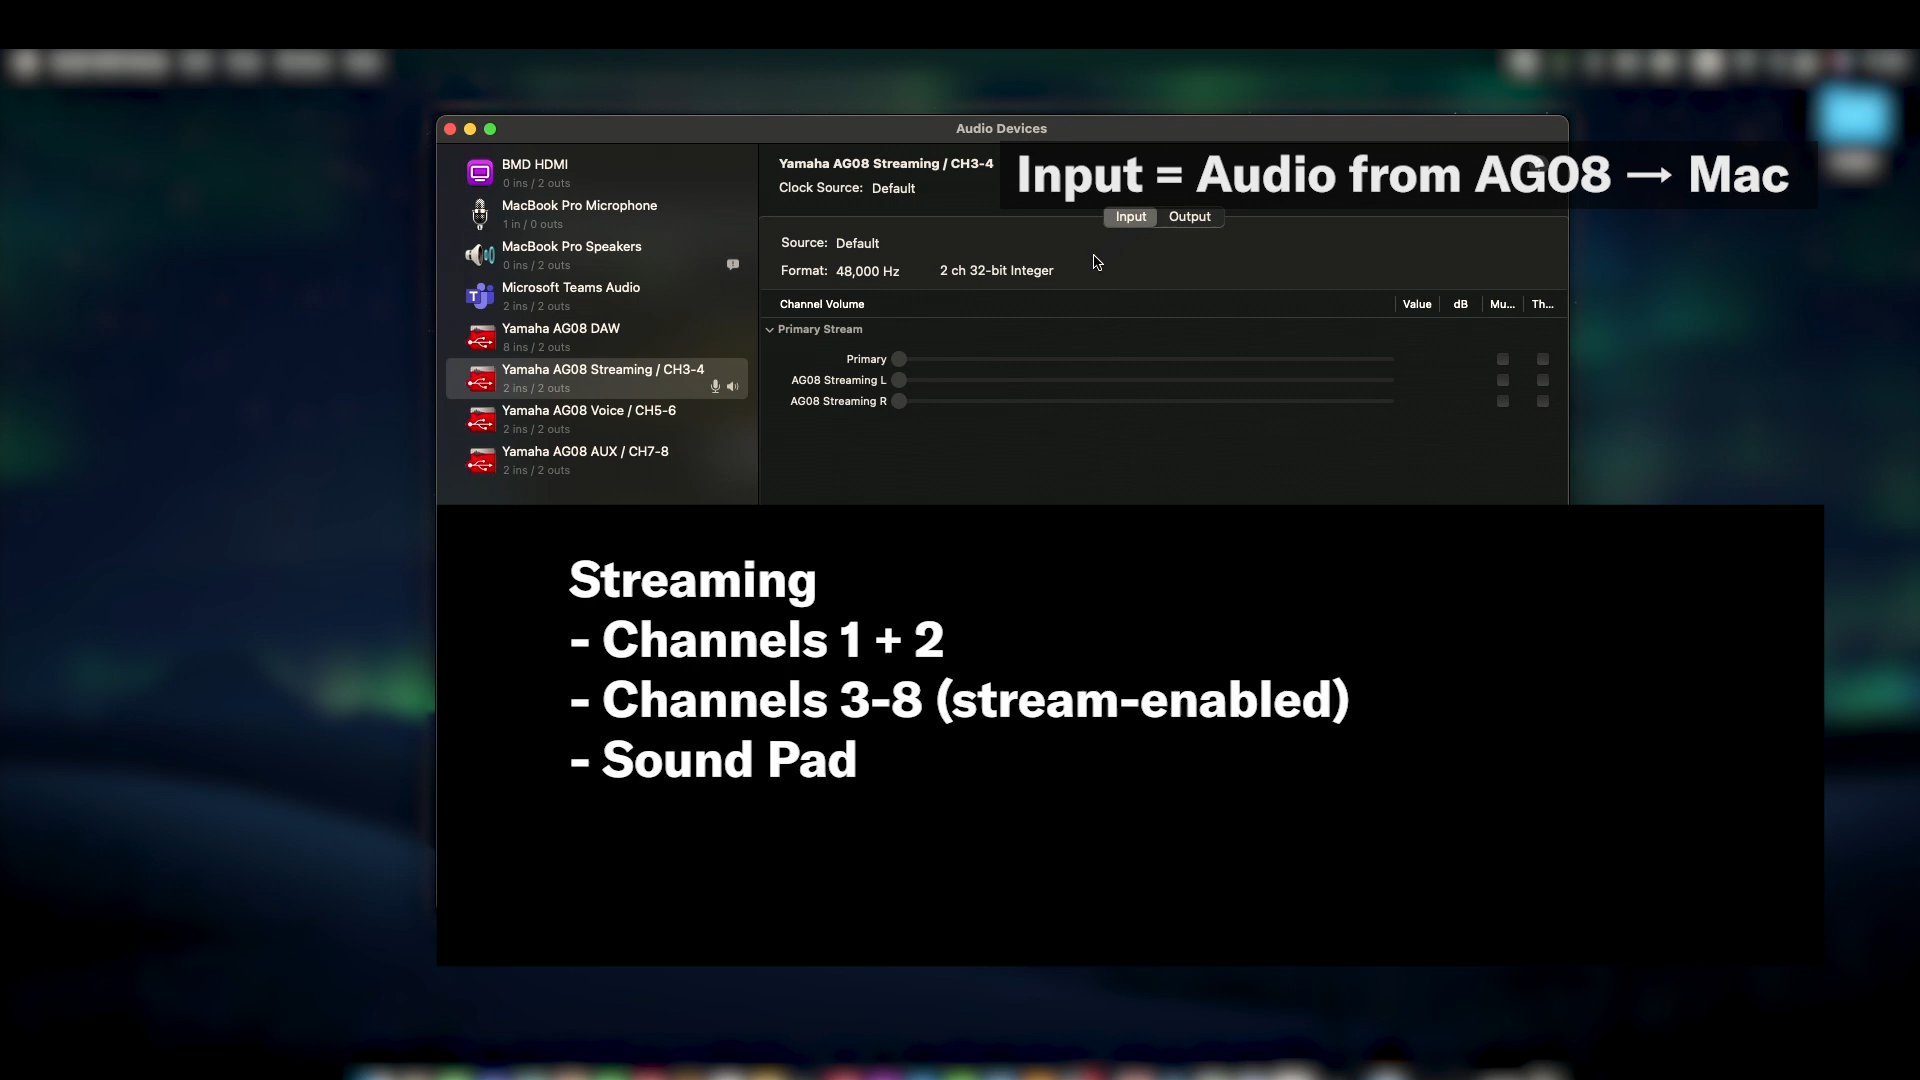 Audio Devices
BMD HDMI
0 ins / 2 outs
MacBook Pro Microphone
1 in / 0 outs
MacBook Pro Speakers
0 ins / 2 outs
Microsoft Teams Audio
2 ins / 2 outs
Yamaha AG08 DAW
8 ins / 2 outs
Yamaha AG08 Streaming / CH3-4
2 ins / 2 outs
Yamaha AG08 Voice / CH5-6
2 ins / 2 outs
Yamaha AG08 AUX / CH7-8
2 ins / 2 outs
Yamaha AG08 Streaming / CH3-4
Clock Source: Default
Input = Audio from AG08 → Mac
Input Output
Source: Default
Format: 48,000 Hz 2 ch 32-bit Integer
Channel Volume Value dB Mu... Th...
Primary Stream
Primary
AG08 Streaming L
AG08 Streaming R
Streaming
- Channels 1 + 2
- Channels 3-8 (stream-enabled)
- Sound Pad